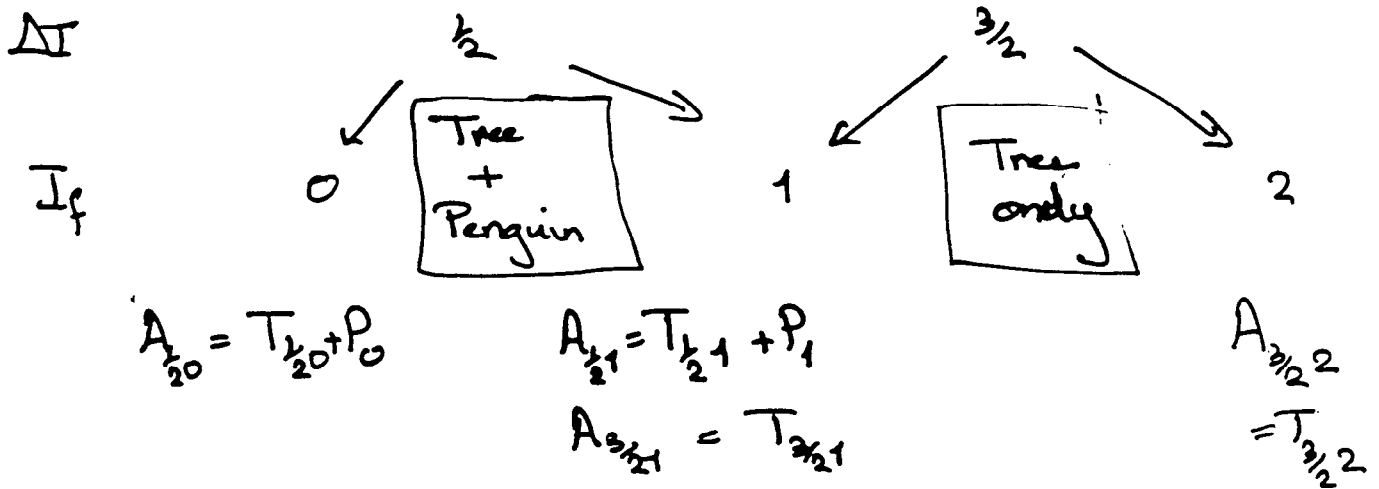 ΔI 1/2 3/2
I_f 0 Tree + Penguin 1 Tree only 2
A_{1/2 0} = T_{1/2 0} + P_0 A_{1/2 1} = T_{1/2 1} + P_1 A_{3/2 2}
A_{3/2 1} = T_{3/2 1} = T_{3/2 2}